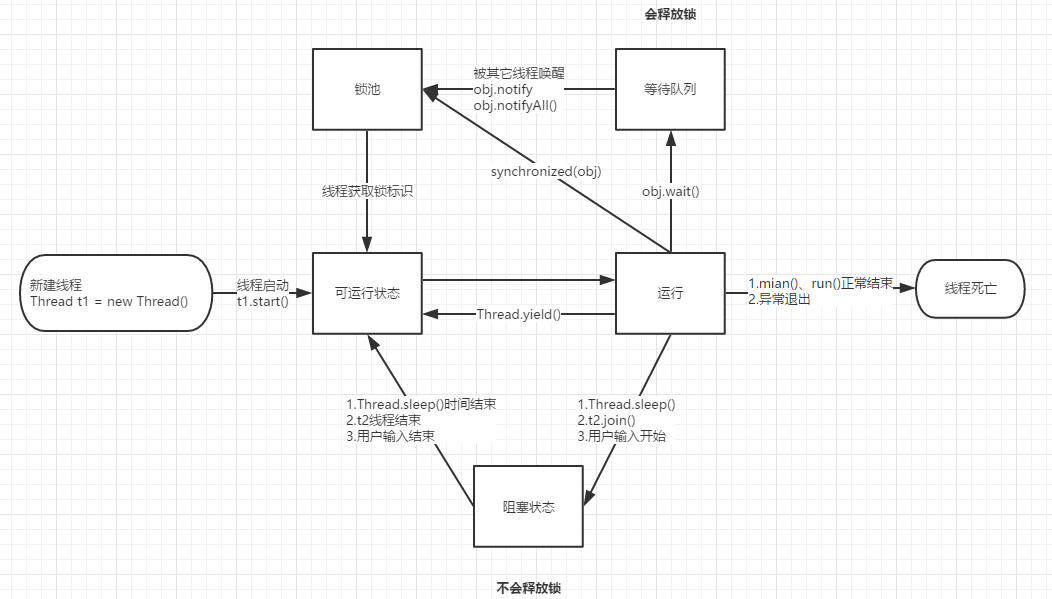 会释放锁
锁池
被其它线程唤醒
obj.notify
obj.notifyAll()
等待队列
synchronized(obj)
线程获取锁标识
obj.wait()
新建线程
Thread t1 = new Thread()
线程启动
t1.start()
可运行状态
运行
1.mian()、run()正常结束
2.异常退出
线程死亡
Thread.yield()
1.Thread.sleep()时间结束
2.t2线程结束
3.用户输入结束
1.Thread.sleep()
2.t2.join()
3.用户输入开始
阻塞状态
不会释放锁